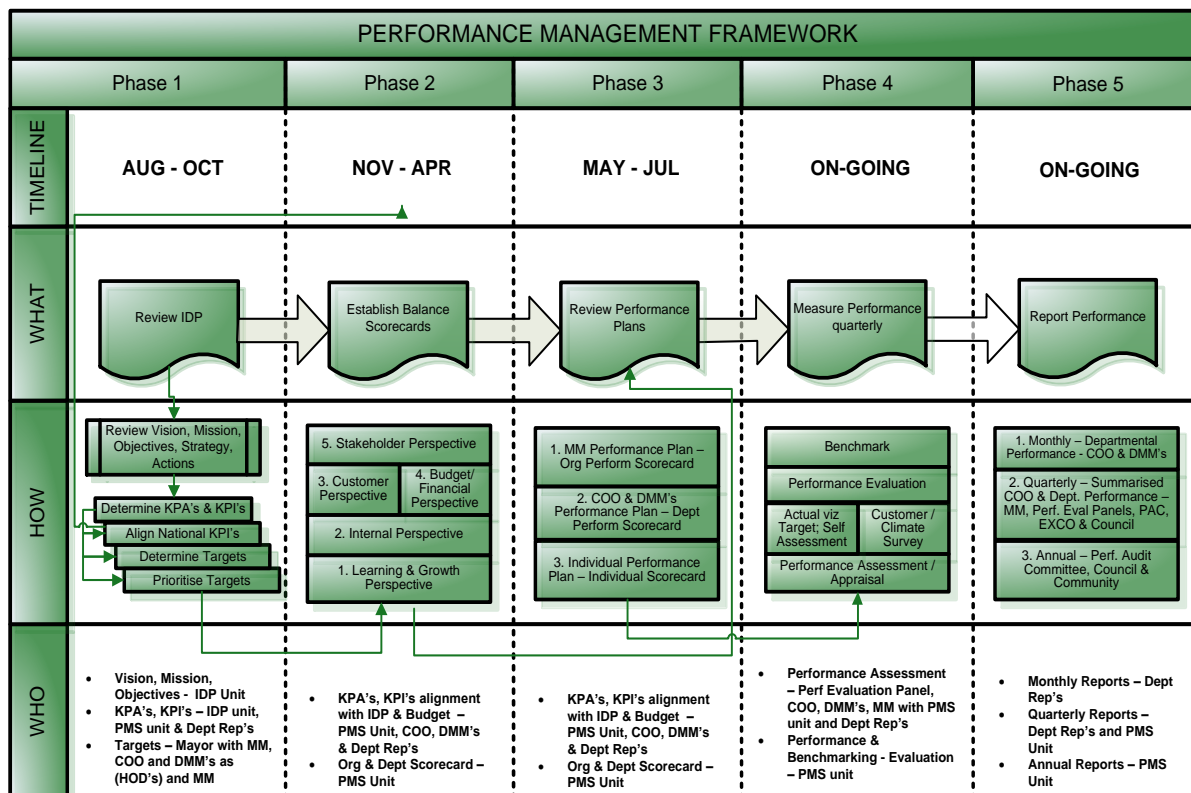 PERFORMANCE MANAGEMENT FRAMEWORK
Phase 1
Phase 2
Phase 3
Phase 4
Phase 5
TIMELINE
AUG - OCT
NOV - APR
MAY - JUL
ON-GOING
ON-GOING
WHAT
Review IDP
Establish Balance
Scorecards
Review Performance
Plans
Measure Performance
quarterly
Report Performance
HOW
Review Vision, Mission,
Objectives, Strategy,
Actions
Determine KPA's & KPI's
Align National KPI's
Determine Targets
Prioritise Targets
5. Stakeholder Perspective
3. Customer
Perspective
4. Budget/
Financial
Perspective
2. Internal Perspective
1. Learning & Growth
Perspective
1. MM Performance Plan –
Org Perform Scorecard
2. COO & DMM's
Performance Plan – Dept
Perform Scorecard
3. Individual Performance
Plan – Individual Scorecard
Benchmark
Performance Evaluation
Actual viz
Target; Self
Assessment
Customer /
Climate
Survey
Performance Assessment /
Appraisal
1. Monthly – Departmental
Performance - COO & DMM's
2. Quarterly – Summarised
COO & Dept. Performance –
MM, Perf. Eval Panels, PAC,
EXCO & Council
3. Annual – Perf. Audit
Committee, Council &
Community
WHO
• Vision, Mission,
Objectives - IDP Unit
• KPA's, KPI's – IDP unit,
PMS unit & Dept Rep's
• Targets – Mayor with MM,
COO and DMM's as
(HOD's) and MM
• KPA's, KPI's alignment
with IDP & Budget –
PMS Unit, COO, DMM's
& Dept Rep's
• Org & Dept Scorecard –
PMS Unit
• KPA's, KPI's alignment
with IDP & Budget –
PMS Unit, COO, DMM's
& Dept Rep's
• Org & Dept Scorecard –
PMS Unit
• Performance Assessment
– Perf Evaluation Panel,
COO, DMM's, MM with PMS
unit and Dept Rep's
• Performance &
Benchmarking - Evaluation
– PMS unit
• Monthly Reports – Dept
Rep's
• Quarterly Reports –
Dept Rep's and PMS
Unit
• Annual Reports – PMS
Unit